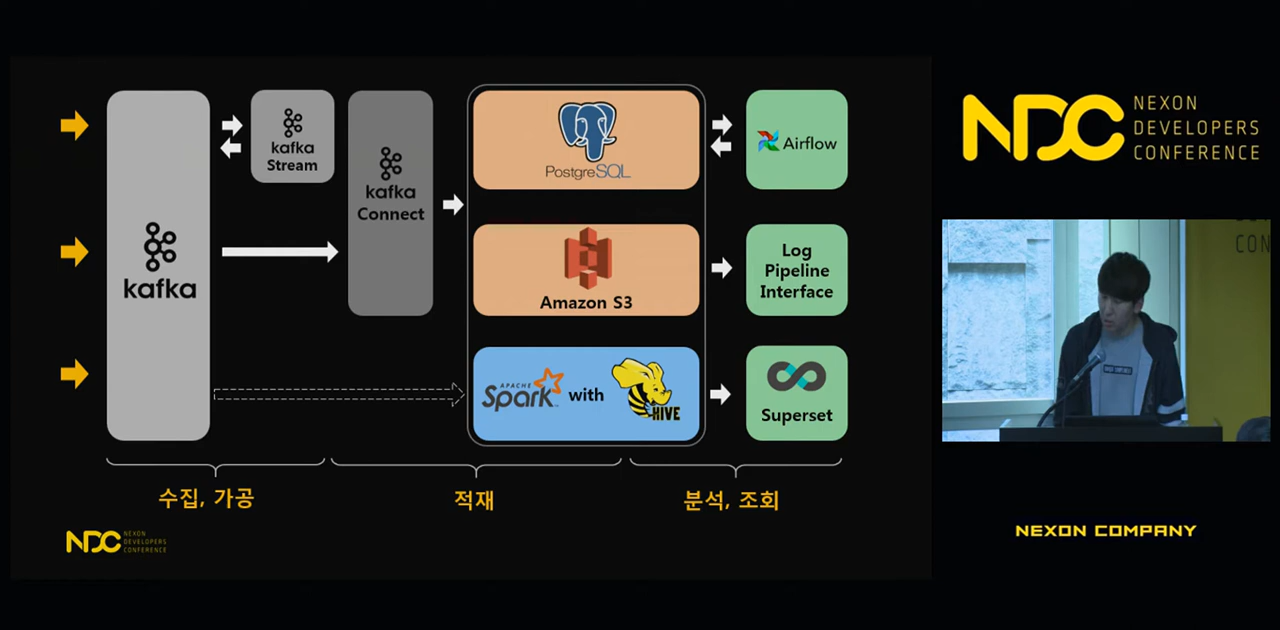 kafka
kafka
Stream
kafka
Connect
PostgreSQL
Amazon S3
APACHE
Spark
with
HIVE
Airflow
Log
Pipeline
Interface
Superset
수집, 가공
적재
분석, 조회
NDC
NEXON
DEVELOPERS
CONFERENCE
NDC
NEXON
DEVELOPERS
CONFERENCE
CON
NEXON COMPANY